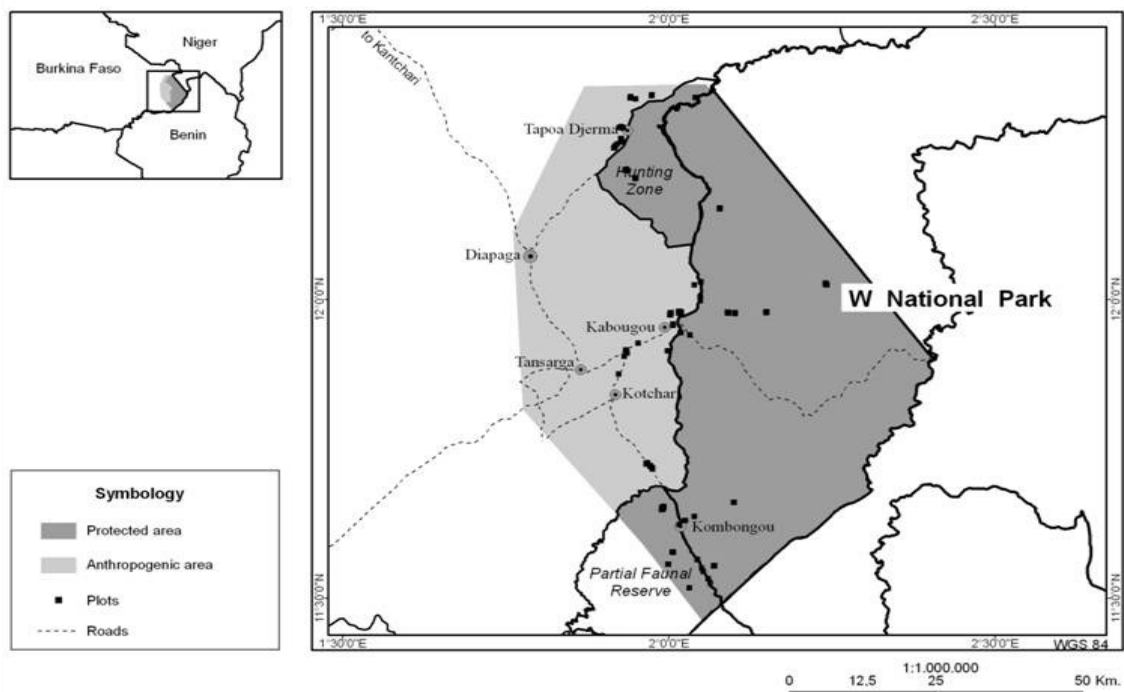 Niger
Burkina Faso
Benin
1°30'0"E
2°0'0"E
2°30'0"E
to Kantchari
Tapoa Djerma
Hunting
Zone
Diapaga
12°0'0"N
12°0'0"N
W National Park
Kabougou
Tansarga
Kotchar
Kombongou
Partial Faunal
Reserve
11°30'0"N
11°30'0"N
1°30'0"E
2°0'0"E
2°30'0"E
WGS 84
Symbology
Protected area
Anthropogenic area
Plots
Roads
1:1.000.000
0 12,5 25 50 Km.